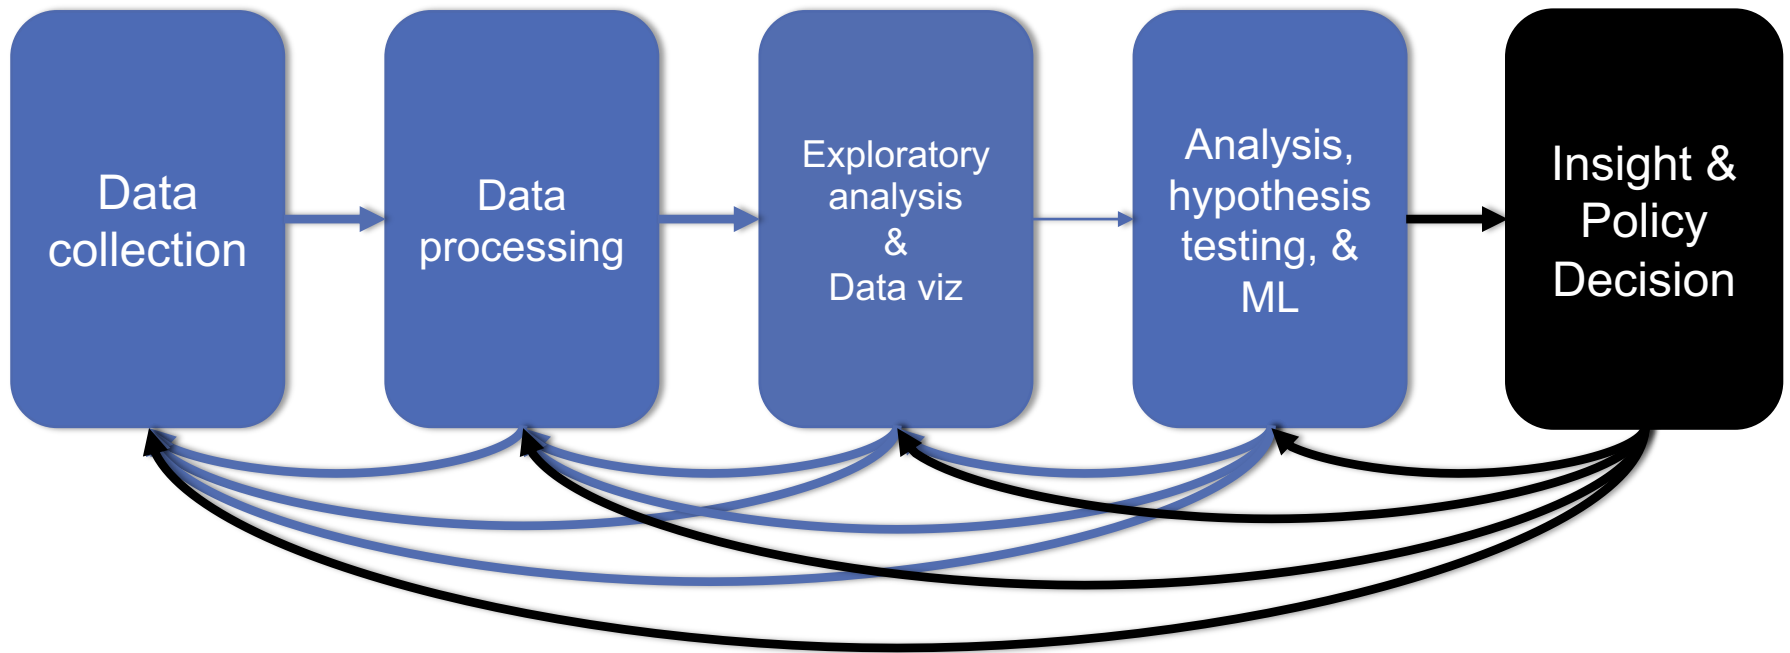 Data
collection
Data
processing
Exploratory
analysis
&
Data viz
Analysis,
hypothesis
testing, &
ML
Insight &
Policy
Decision